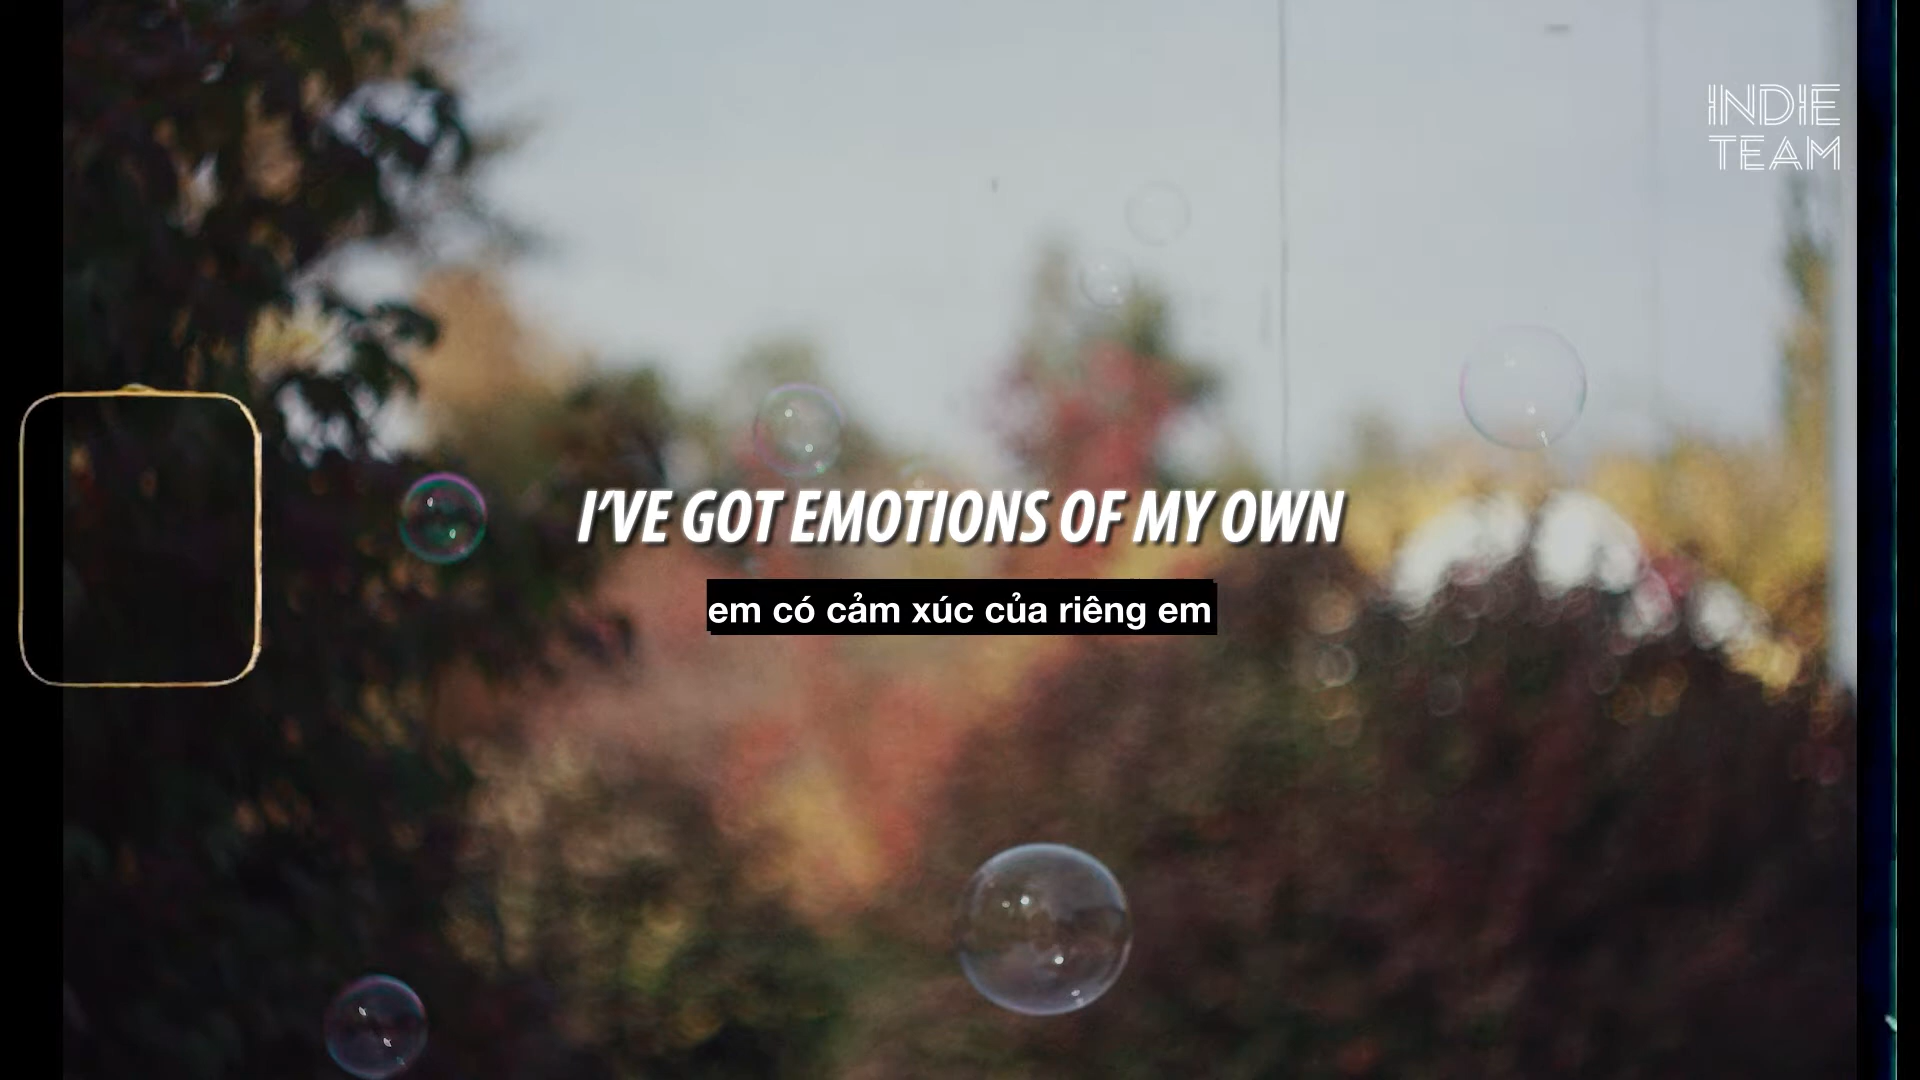 INDIE
TEAM
I'VE GOT EMOTIONS OF MY OWN
em có cảm xúc của riêng em